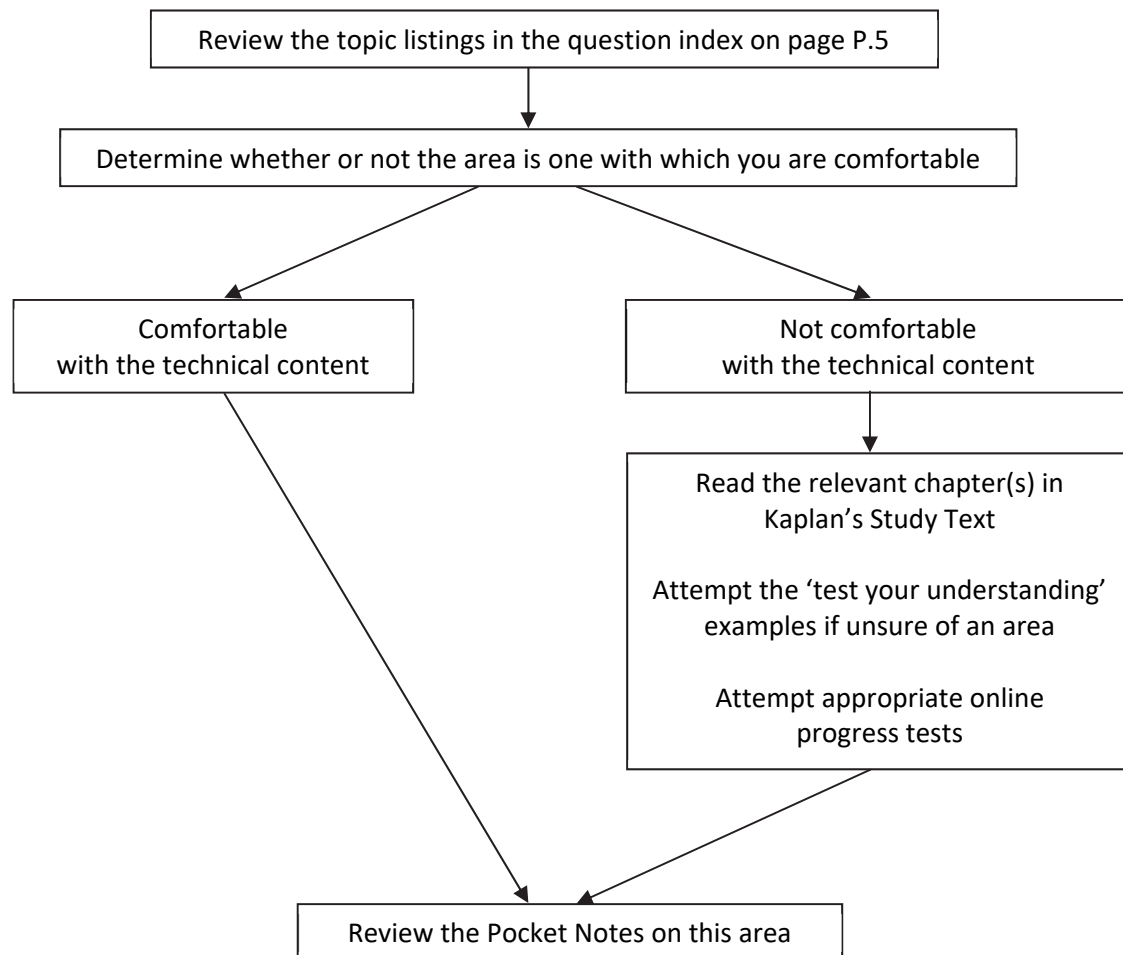 Review the topic listings in the question index on page P.5
Determine whether or not the area is one with which you are comfortable
Comfortable
with the technical content
Not comfortable
with the technical content
Read the relevant chapter(s) in
Kaplan’s Study Text
Attempt the ‘test your understanding’
examples if unsure of an area
Attempt appropriate online
progress tests
Review the Pocket Notes on this area